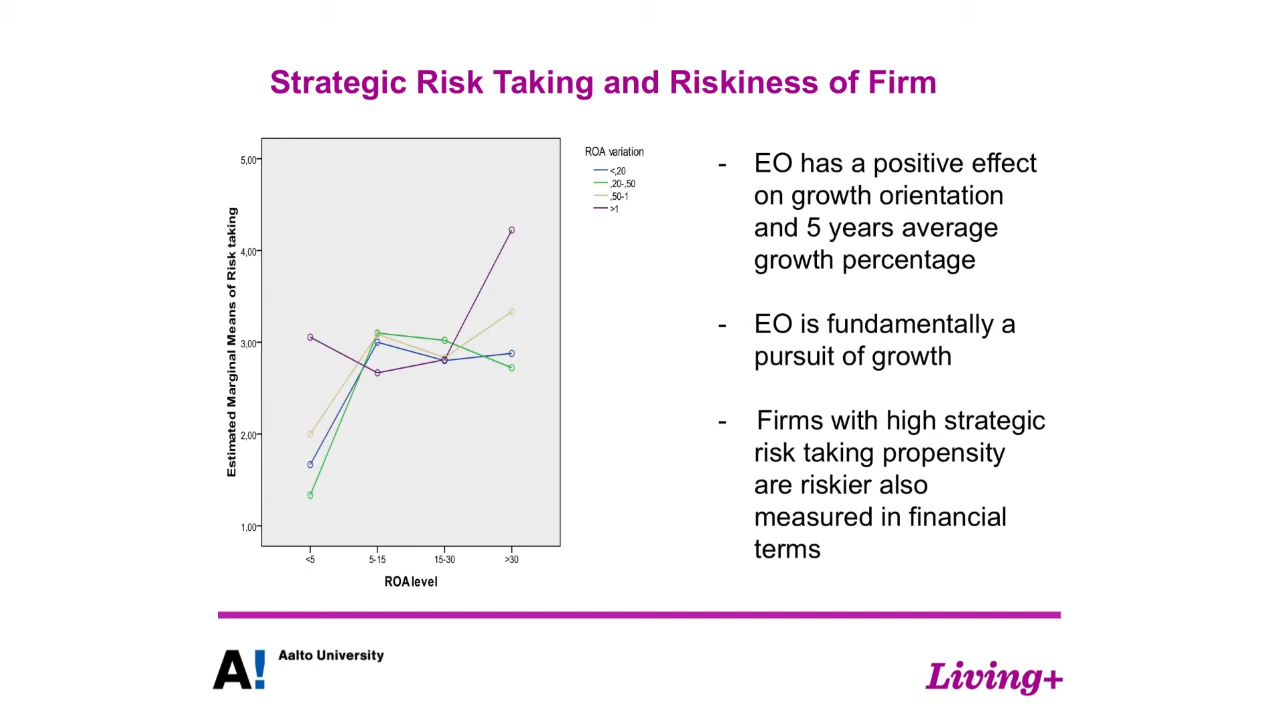 Strategic Risk Taking and Riskiness of Firm
5,00
4,00
3,00
2,00
1,00
Estimated Marginal Means of Risk taking
<5
5-15
15-30
>30
ROA level
ROA variation
<,20
,20-,50
,50-1
>1
- EO has a positive effect
on growth orientation
and 5 years average
growth percentage
- EO is fundamentally a
pursuit of growth
- Firms with high strategic
risk taking propensity
are riskier also
measured in financial
terms
A!
Aalto University
Living+